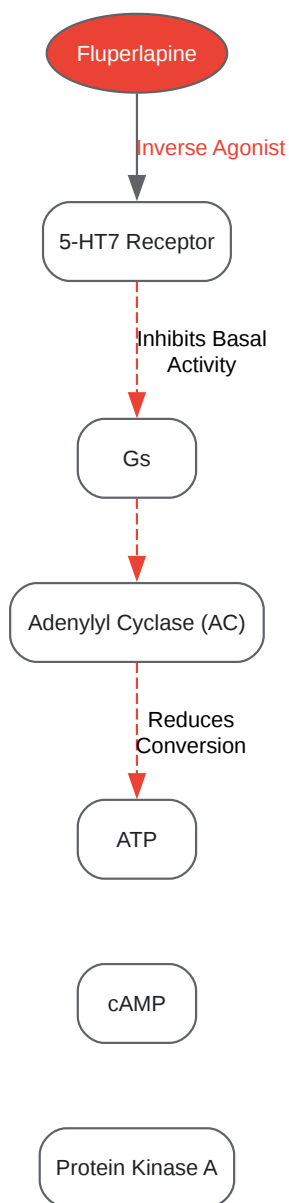 Fluperlapine
Inverse Agonist
5-HT7 Receptor
Inhibits Basal
Activity
Gs
Adenylyl Cyclase (AC)
Reduces
Conversion
ATP
cAMP
Protein Kinase A